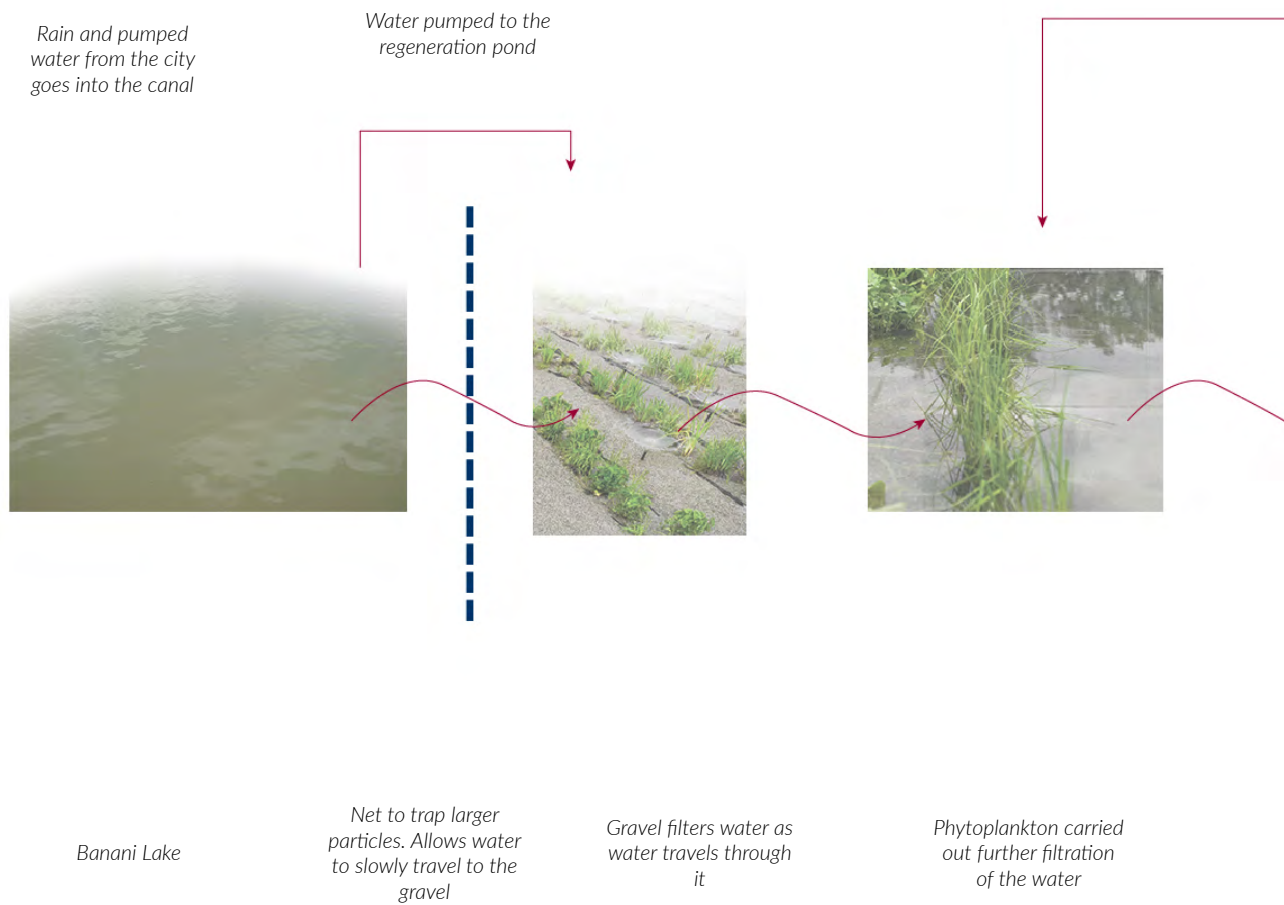 Rain and pumped
water from the city
goes into the canal
Water pumped to the
regeneration pond
Banani Lake
Net to trap larger
particles. Allows water
to slowly travel to the
gravel
Gravel filters water as
water travels through
it
Phytoplankton carried
out further filtration
of the water